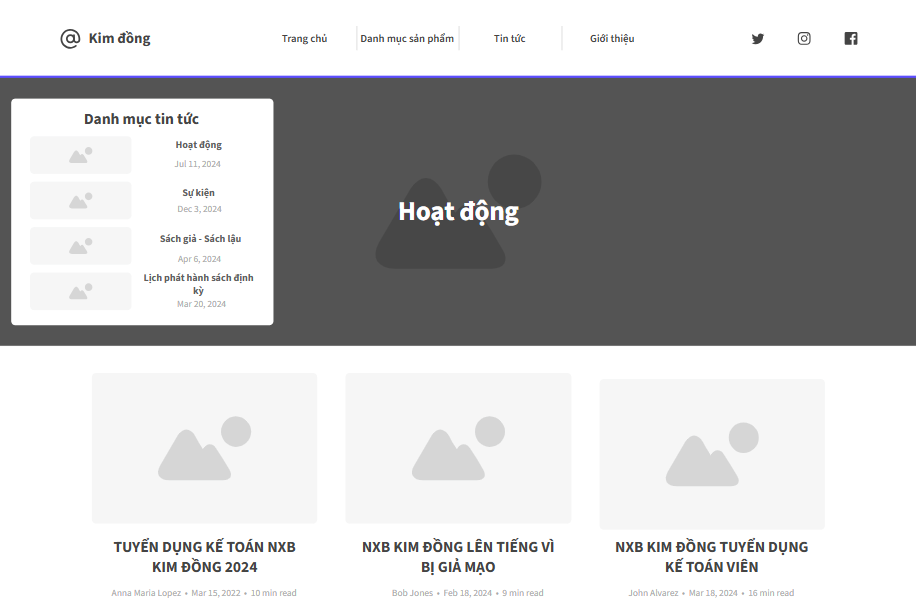 Kim đồng
Trang chủ
Danh mục sản phẩm
Tin tức
Giới thiệu
Danh mục tin tức
Hoạt động
Jul 11, 2024
Sự kiện
Dec 3, 2024
Sách giả - Sách lậu
Apr 6, 2024
Lịch phát hành sách định
kỳ
Mar 20, 2024
Hoạt động
TUYỂN DỤNG KẾ TOÁN NXB
KIM ĐỒNG 2024
Anna Maria Lopez • Mar 15, 2022 • 10 min read
NXB KIM ĐỒNG LÊN TIẾNG VÌ
BỊ GIẢ MẠO
Bob Jones • Feb 18, 2024 • 9 min read
NXB KIM ĐỒNG TUYỂN DỤNG
KẾ TOÁN VIÊN
John Alvarez • Mar 18, 2024 • 16 min read